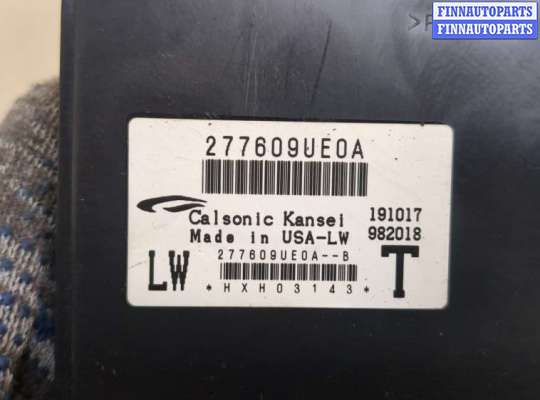 FINNAUTOPARTS
FINNAUTOPARTS
277609UE0A
Calsonic Kansei 191017
Made in USA-LW 982018
277609UE0A--B
LW
T
*HXH03143*